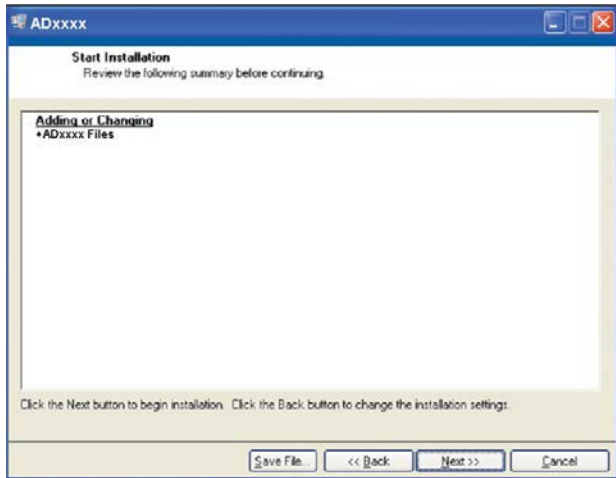 ADxxxx
Start Installation
Review the following summary before continuing.
Adding or Changing
•ADxxxx Files
Click the Next button to begin installation. Click the Back button to change the installation settings.
Save File... << Back Next >> Cancel